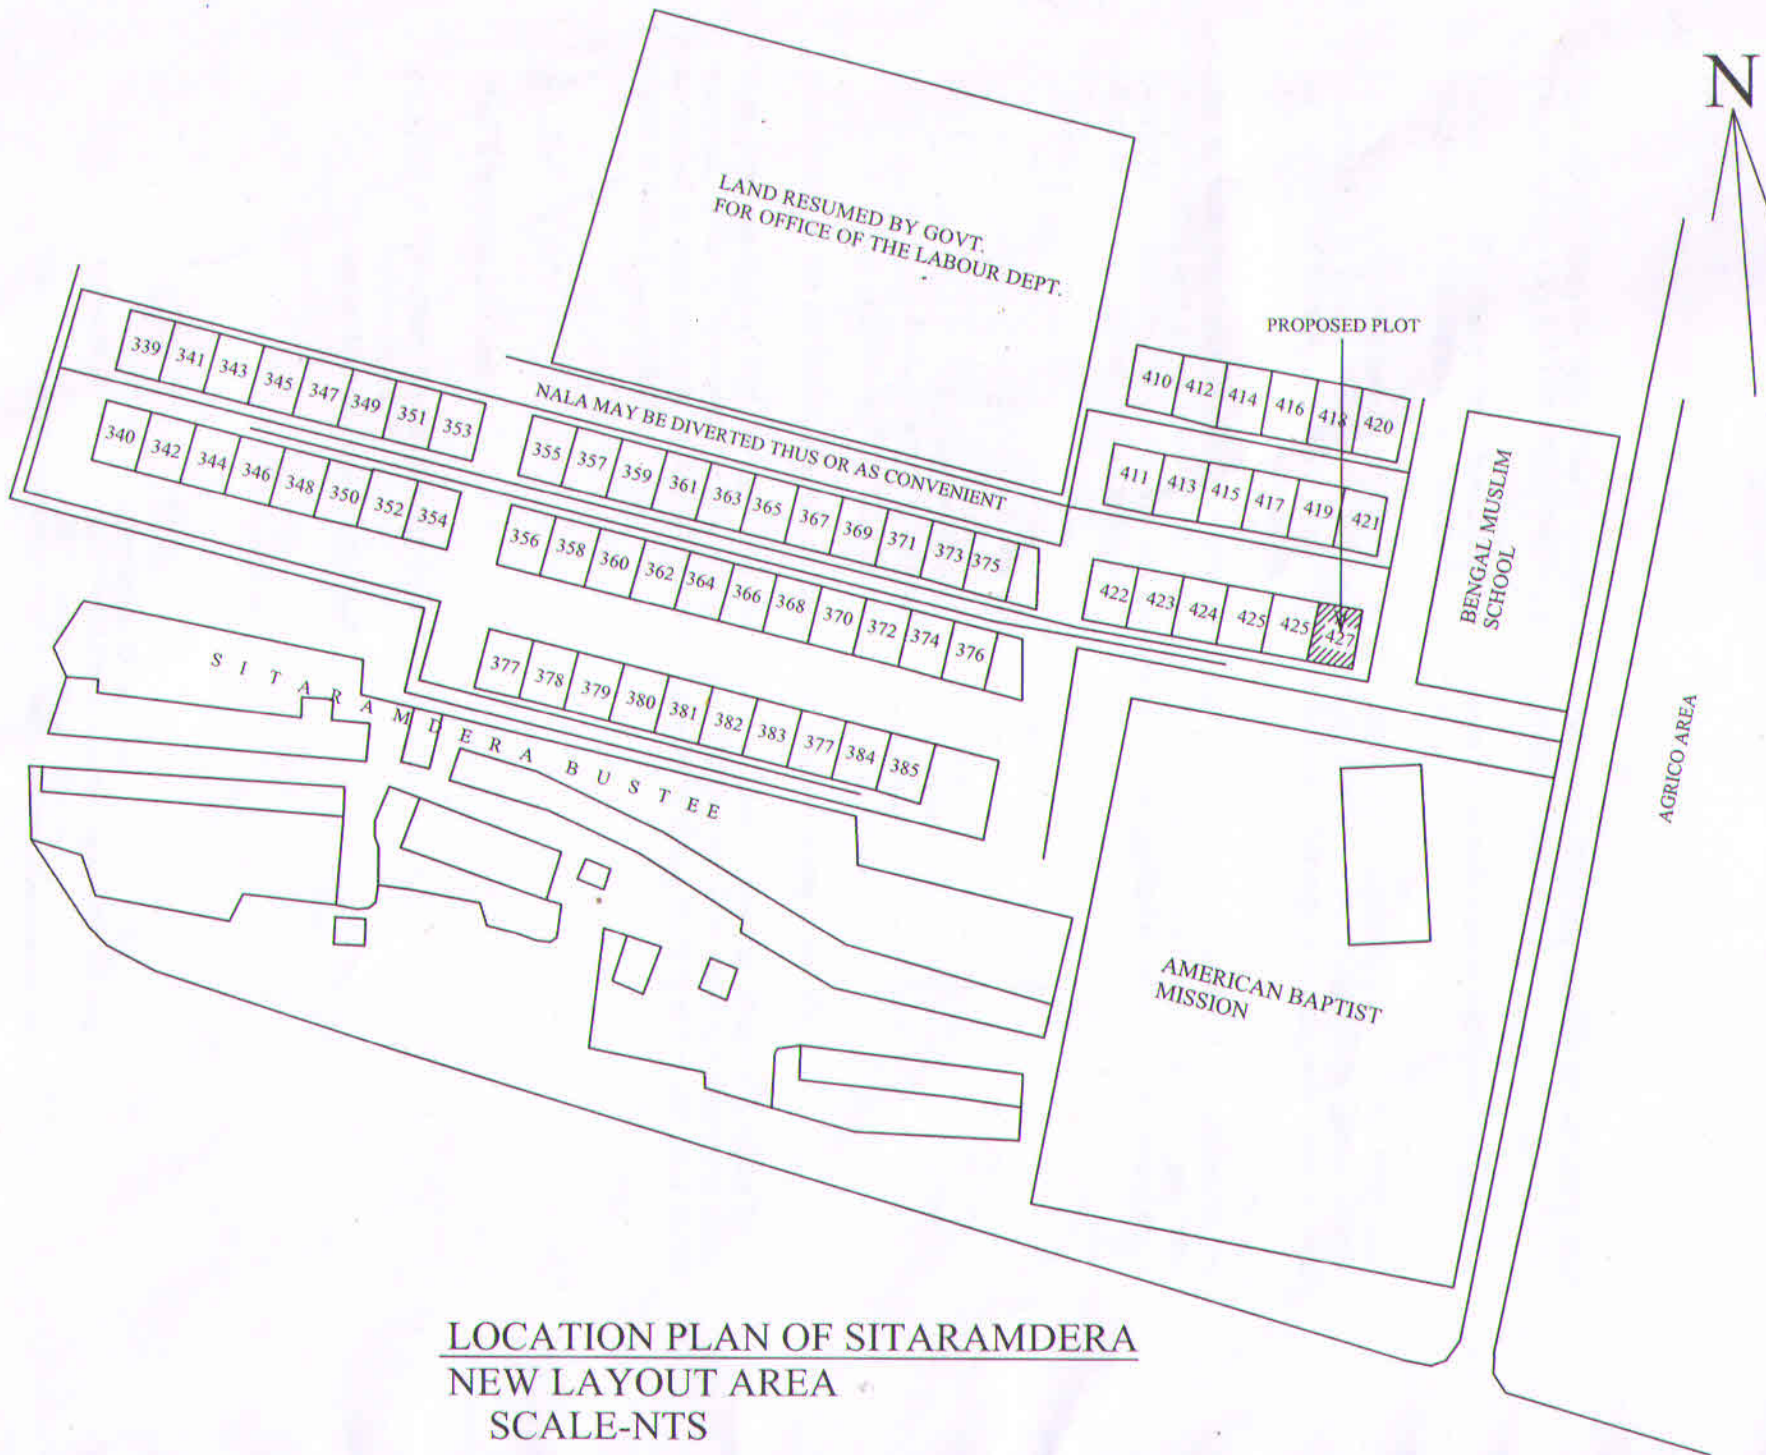 N
LAND RESUMED BY GOVT.
FOR OFFICE OF THE LABOUR DEPT.
PROPOSED PLOT
339 341 343 345 347 349 351 353
NALA MAY BE DIVERTED THUS OR AS CONVENIENT
410 412 414 416 418 420
340 342 344 346 348 350 352 354
355 357 359 361 363 365 367 369 371 373 375
411 413 415 417 419 421
BENGAL MUSLIM
SCHOOL
356 358 360 362 364 366 368 370 372 374 376
422 423 424 425 425 427
377 378 379 380 381 382 383 377 384 385
SITARAMDERA BUSTEE
AGRICO AREA
AMERICAN BAPTIST
MISSION
LOCATION PLAN OF SITARAMDERA
NEW LAYOUT AREA
SCALE-NTS